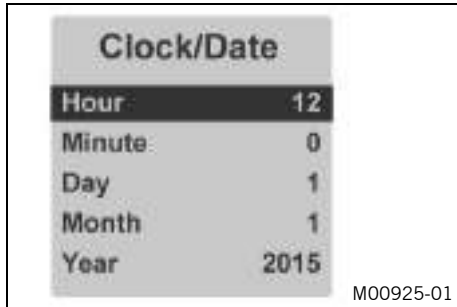 Clock/Date
Hour 12
Minute 0
Day 1
Month 1
Year 2015
M00925-01